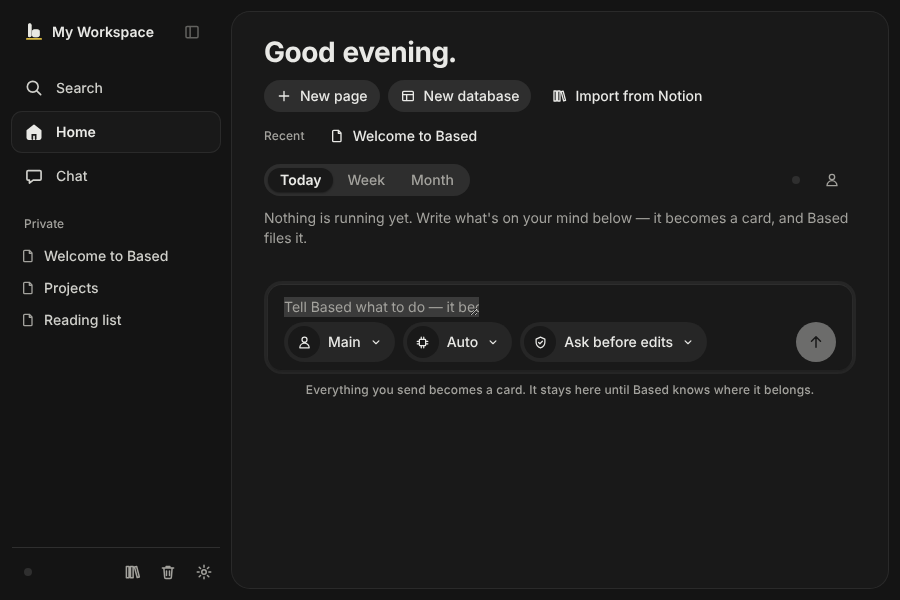 My Workspace
Search
Home
Chat
Private
Welcome to Based
Projects
Reading list
Good evening.
New page
New database
Import from Notion
Recent
Welcome to Based
Today
Week
Month
Nothing is running yet. Write what's on your mind below — it becomes a card, and Based
files it.
Tell Based what to do — it bec
Main
Auto
Ask before edits
Everything you send becomes a card. It stays here until Based knows where it belongs.